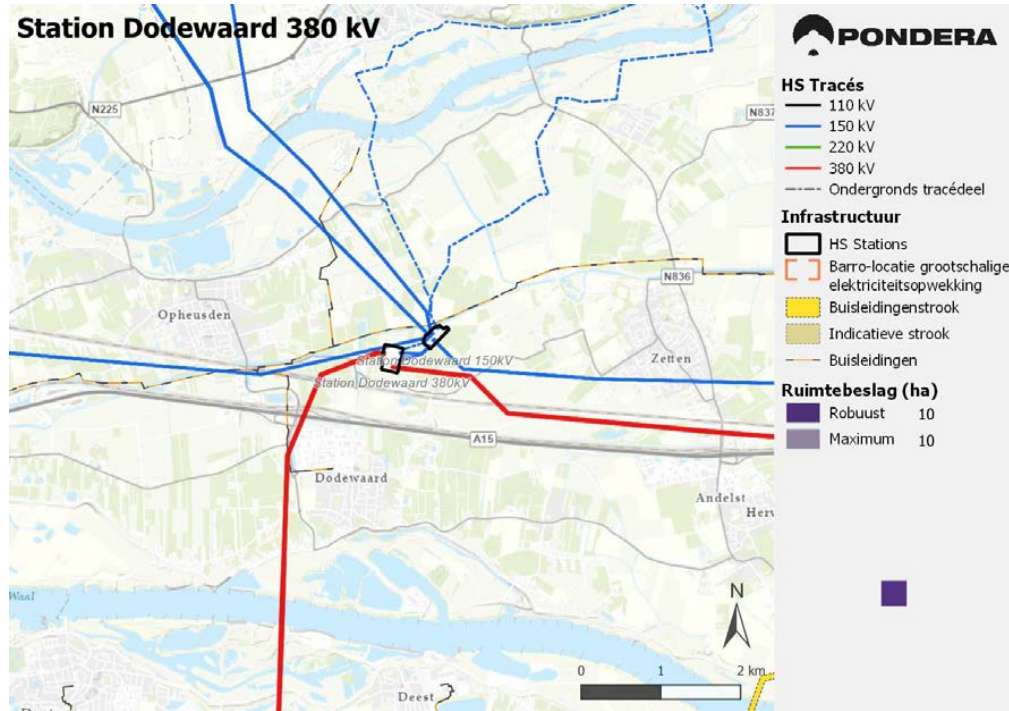 Station Dodewaard 380 kV
N225
N837
Opheusden
N836
Zetten
Station Dodewaard 150kV
Station Dodewaard 380kV
A15
Dodewaard
Andelst
Waal
Deest
N
0 1 2 km
PONDERA
HS Tracés
110 kV
150 kV
220 kV
380 kV
Ondergronds tracédeel
Infrastructuur
HS Stations
Barro-locatie grootschalige
elektriciteitsopwekking
Buisleidingenstrook
Indicatieve strook
Buisleidingen
Ruimtebeslag (ha)
Robuust 10
Maximum 10